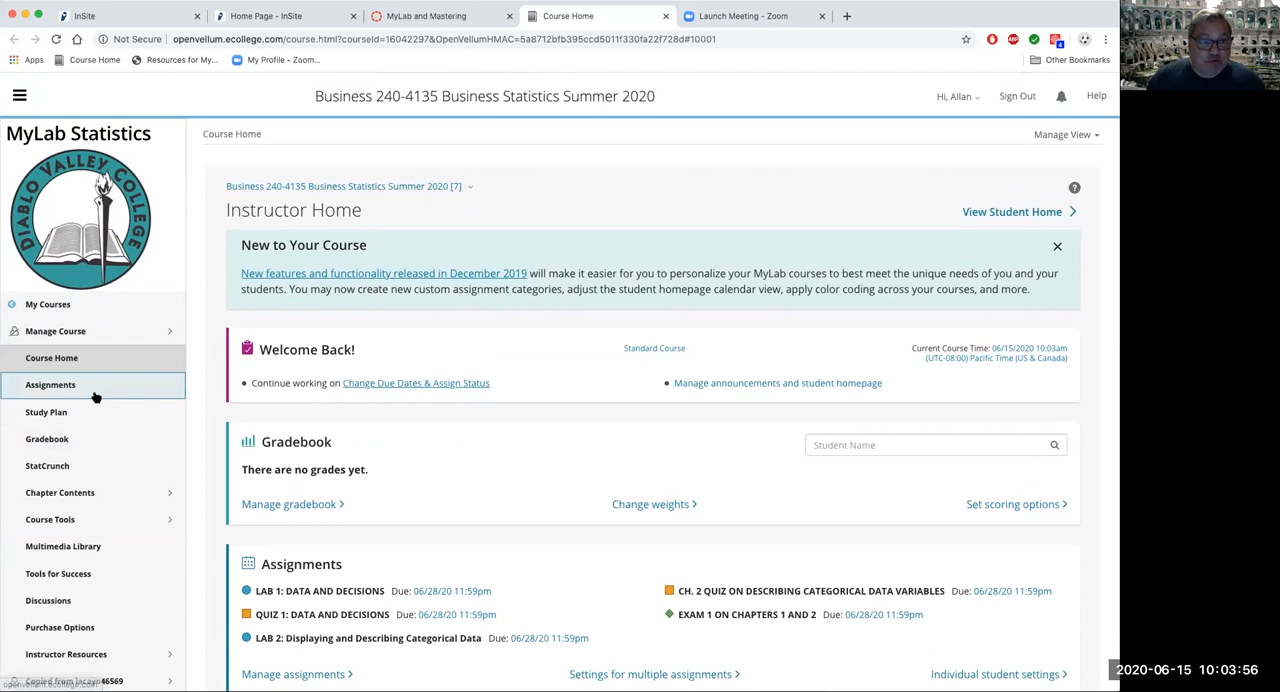 InSite
Home Page - InSite
MyLab and Mastering
Course Home
Launch Meeting - Zoom
Not Secure
openvellum.ecollege.com/course.html?courseId=16042297&OpenVellumHMAC=5a8712bfb395ccd5011f330fa22f728d#10001
ABP
4
Apps
Course Home
Resources for My...
My Profile - Zoom...
Other Bookmarks
Business 240-4135 Business Statistics Summer 2020
Hi, Allan
Sign Out
Help
MyLab Statistics
DIABLO VALLEY COLLEGE
My Courses
Manage Course
Course Home
Assignments
Study Plan
Gradebook
StatCrunch
Chapter Contents
Course Tools
Multimedia Library
Tools for Success
Discussions
Purchase Options
Instructor Resources
Copied from lacayo46569
openvellum.ecollege.com
Course Home
Manage View
Business 240-4135 Business Statistics Summer 2020 [7]
?
Instructor Home
View Student Home
New to Your Course
New features and functionality released in December 2019 will make it easier for you to personalize your MyLab courses to best meet the unique needs of you and your
students. You may now create new custom assignment categories, adjust the student homepage calendar view, apply color coding across your courses, and more.
Welcome Back!
Standard Course
Current Course Time: 06/15/2020 10:03am
(UTC-08:00) Pacific Time (US & Canada)
Continue working on Change Due Dates & Assign Status
Manage announcements and student homepage
Gradebook
Student Name
There are no grades yet.
Manage gradebook
Change weights
Set scoring options
Assignments
LAB 1: DATA AND DECISIONS Due: 06/28/20 11:59pm
CH. 2 QUIZ ON DESCRIBING CATEGORICAL DATA VARIABLES Due: 06/28/20 11:59pm
QUIZ 1: DATA AND DECISIONS Due: 06/28/20 11:59pm
EXAM 1 ON CHAPTERS 1 AND 2 Due: 06/28/20 11:59pm
LAB 2: Displaying and Describing Categorical Data Due: 06/28/20 11:59pm
Manage assignments
Settings for multiple assignments
Individual student settings
2020-06-15 10:03:56